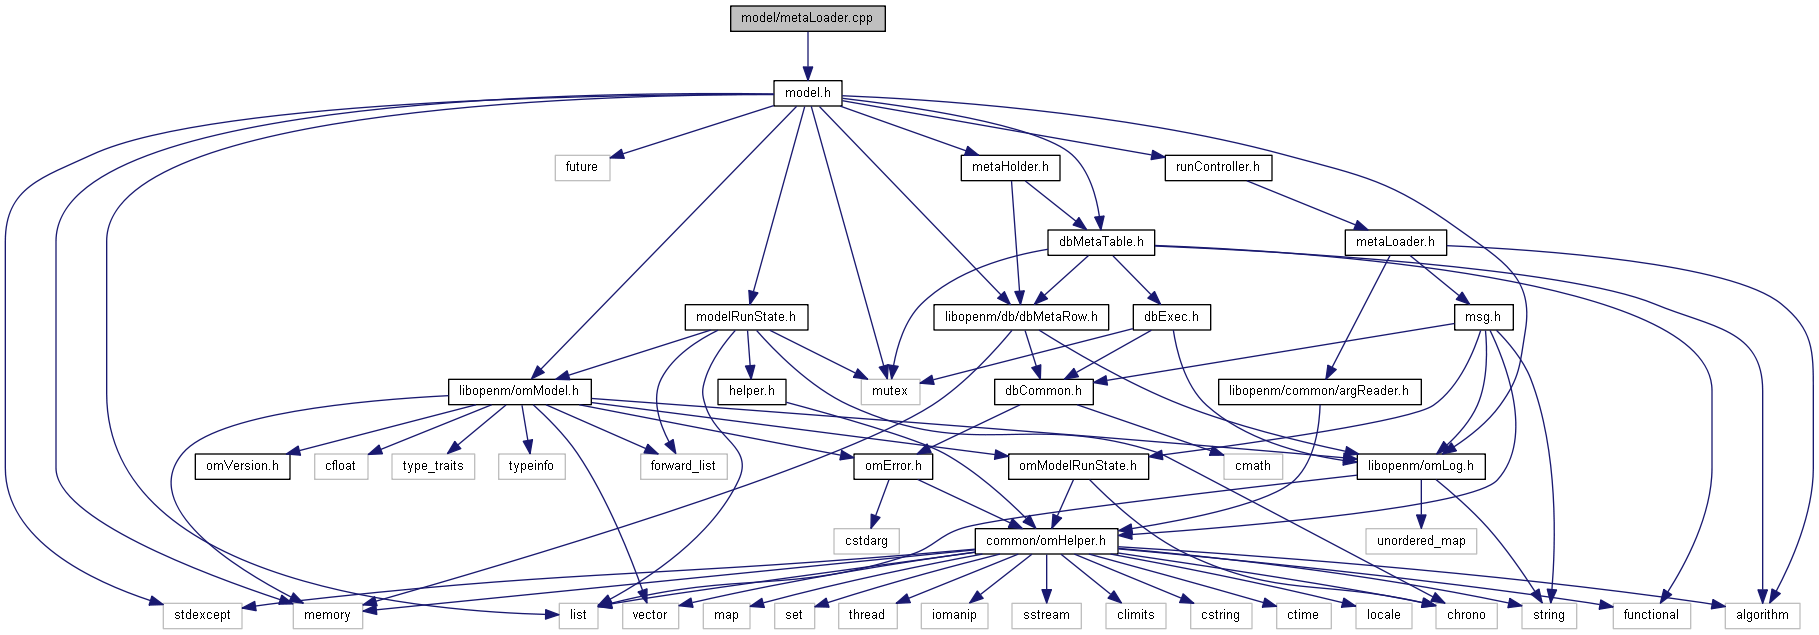 model/metaLoader.cpp
model.h
future
metaHolder.h
runController.h
dbMetaTable.h
metaLoader.h
modelRunState.h
libopenm/db/dbMetaRow.h
dbExec.h
msg.h
libopenm/omModel.h
helper.h
mutex
dbCommon.h
libopenm/common/argReader.h
omVersion.h
cfloat
type_traits
typeinfo
forward_list
omError.h
omModelRunState.h
cmath
libopenm/omLog.h
cstdarg
common/omHelper.h
unordered_map
stdexcept
memory
list
vector
map
set
thread
iomanip
sstream
climits
cstring
ctime
locale
chrono
string
functional
algorithm